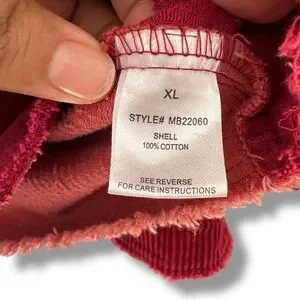 XL
STYLE# MB22060
SHELL
100% COTTON
SEE REVERSE
FOR CARE INSTRUCTIONS